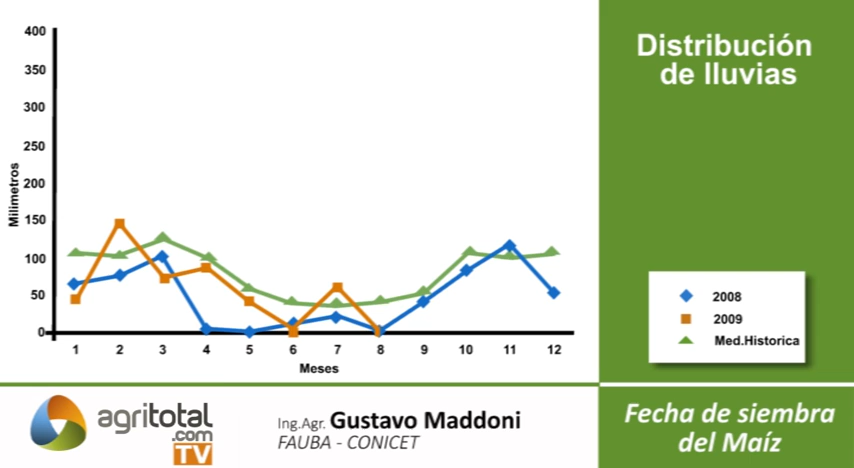 Distribución
de lluvias
400
350
300
250
200
150
100
50
0
Milimetros
1 2 3 4 5 6 7 8 9 10 11 12
Meses
2008
2009
Med.Historica
agritotal
.com
TV
Ing.Agr. Gustavo Maddoni
FAUBA - CONICET
Fecha de siembra
del Maíz